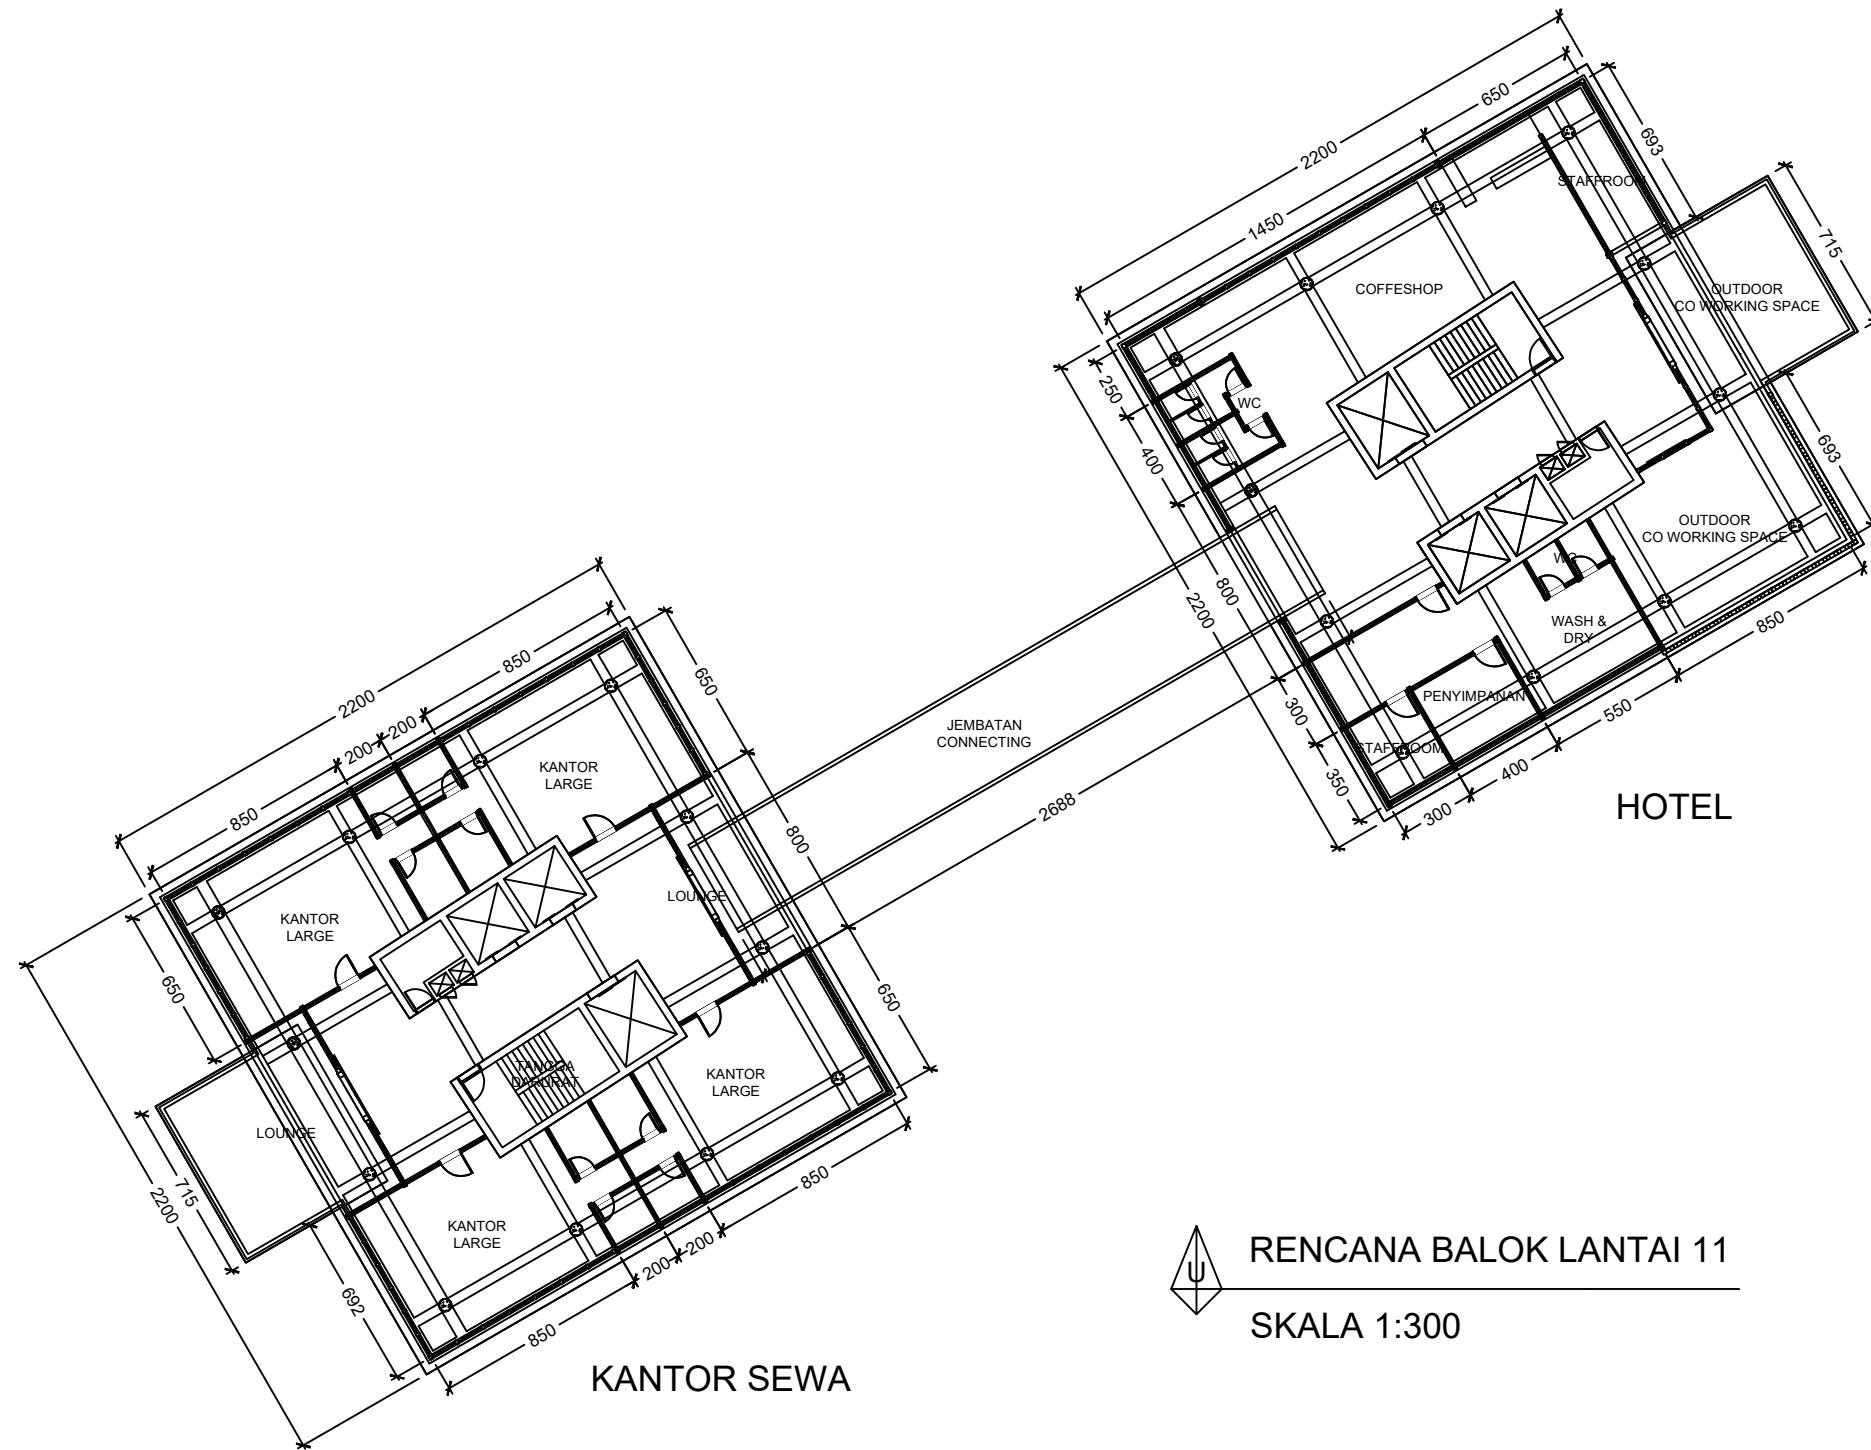 2200
650
1450
693
STAFFROOM
715
OUTDOOR
CO WORKING SPACE
COFFESHOP
250
WC
400
693
OUTDOOR
CO WORKING SPACE
WC
800
2200
WASH &
DRY
850
PENYIMPANAN
STAFFROOM
300
550
350
400
300
HOTEL
JEMBATAN
CONNECTING
2688
2200
850
650
200
200
850
KANTOR
LARGE
800
LOUNGE
KANTOR
LARGE
650
650
TANGGA
DARURAT
KANTOR
LARGE
LOUNGE
715
2200
850
KANTOR
LARGE
200
200
692
850
KANTOR SEWA
U
RENCANA BALOK LANTAI 11
SKALA 1:300